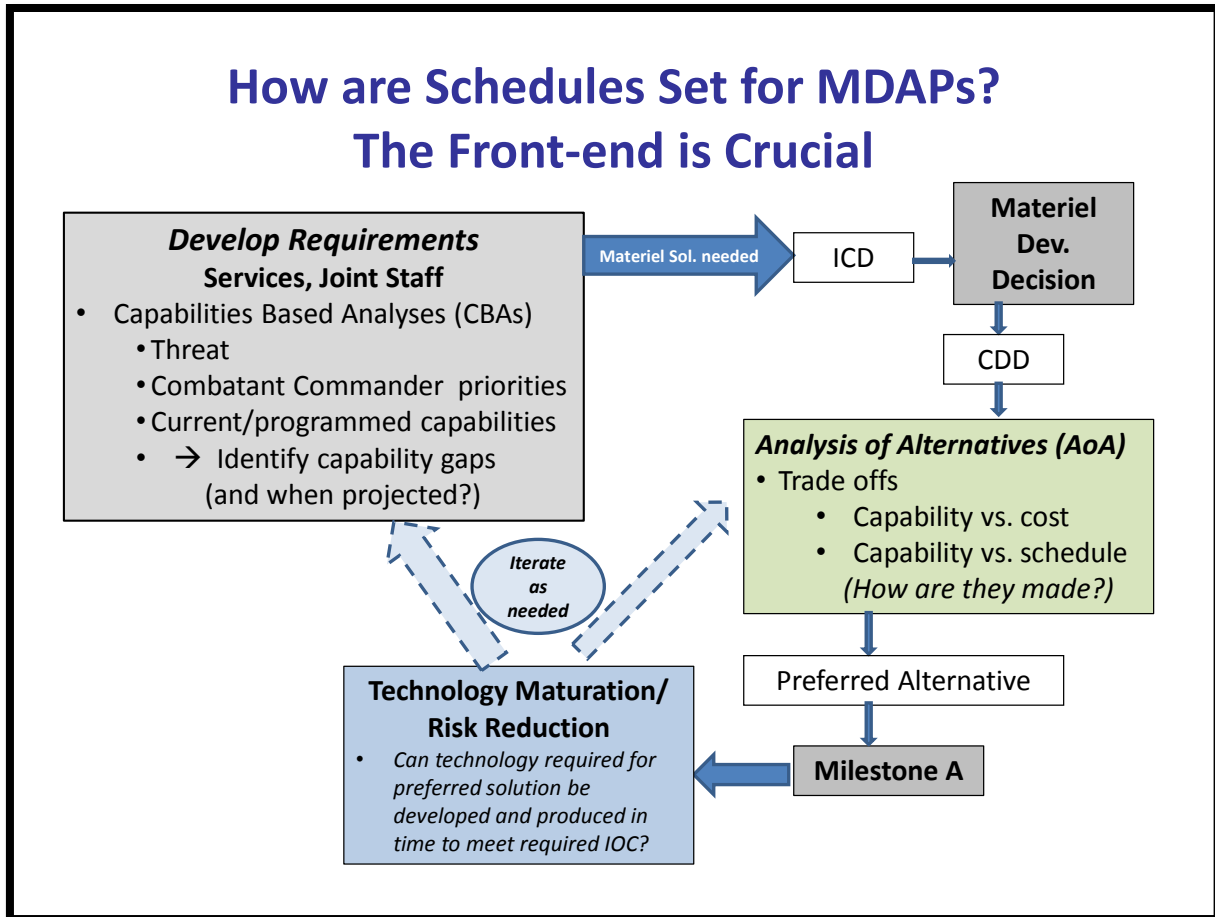 How are Schedules Set for MDAPs?
The Front-end is Crucial
Develop Requirements
Services, Joint Staff
• Capabilities Based Analyses (CBAs)
• Threat
• Combatant Commander priorities
• Current/programmed capabilities
• → Identify capability gaps
(and when projected?)
Materiel Sol. needed
ICD
Materiel
Dev.
Decision
CDD
Analysis of Alternatives (AoA)
• Trade offs
• Capability vs. cost
• Capability vs. schedule
(How are they made?)
Iterate
as
needed
Preferred Alternative
Milestone A
Technology Maturation/
Risk Reduction
• Can technology required for
preferred solution be
developed and produced in
time to meet required IOC?